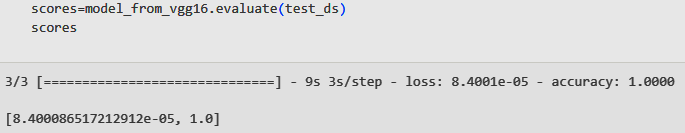 scores=model_from_vgg16.evaluate(test_ds)
scores
3/3 [==============================] - 9s 3s/step - loss: 8.4001e-05 - accuracy: 1.0000
[8.400086517212912e-05, 1.0]